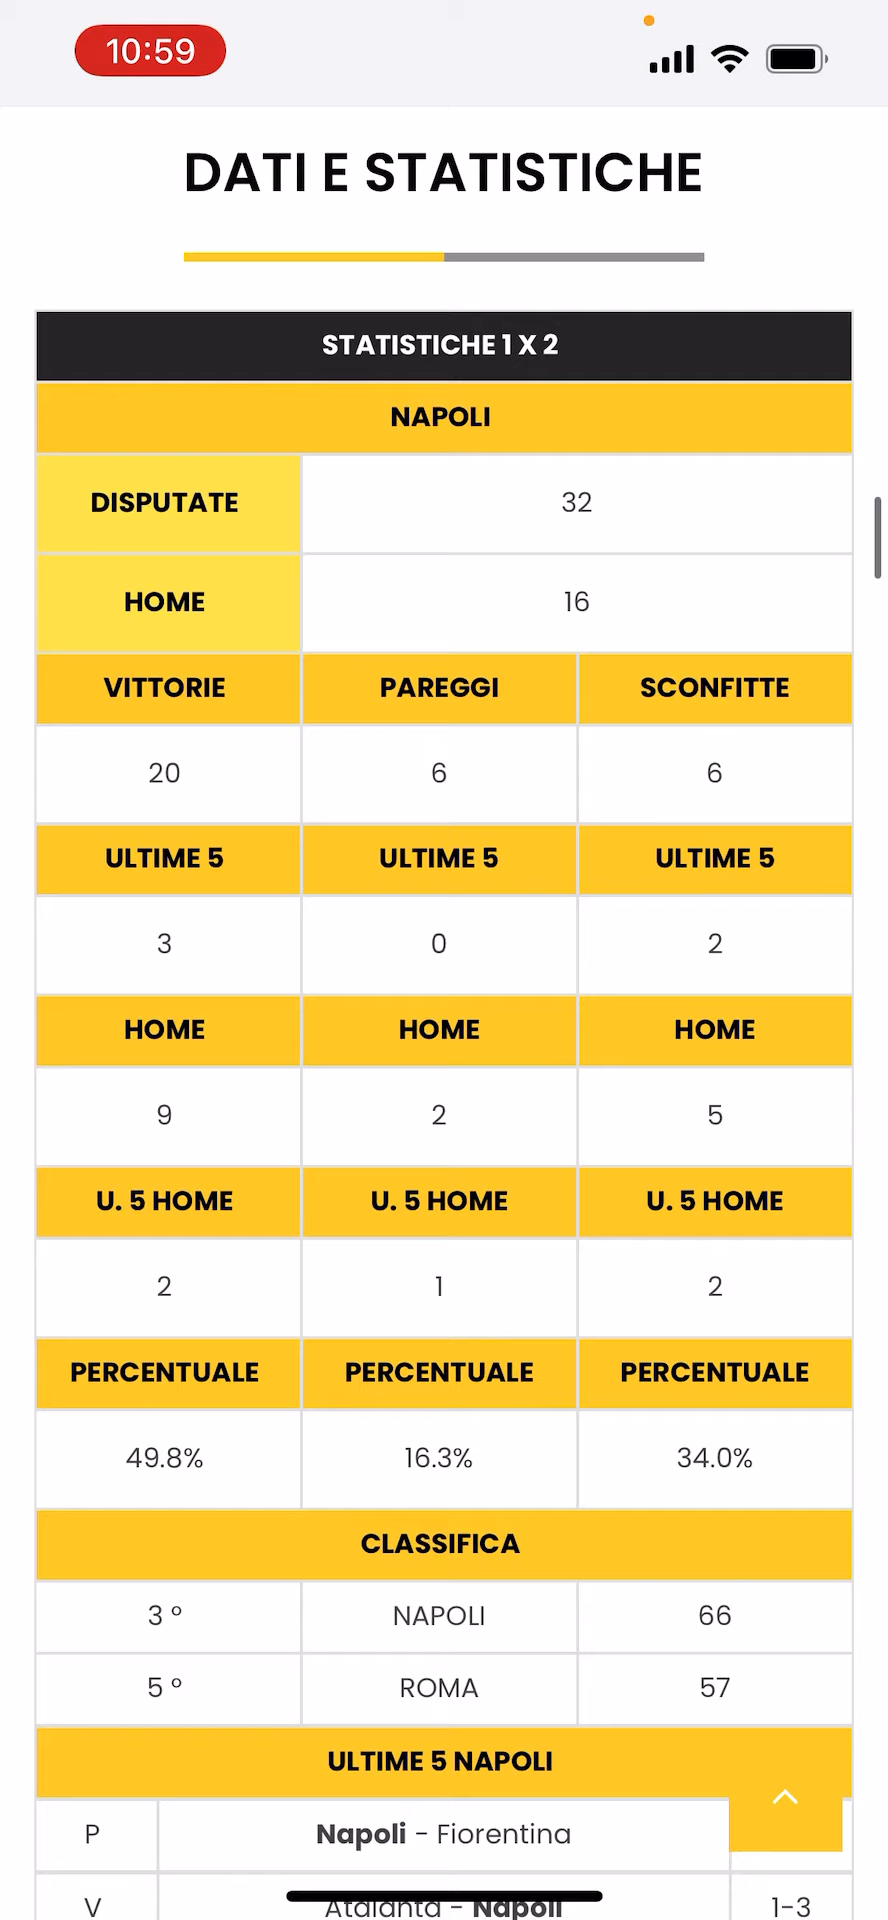 10:59
DATI E STATISTICHE
STATISTICHE 1 X 2
NAPOLI
DISPUTATE 32
HOME 16
VITTORIE PAREGGI SCONFITTE
20 6 6
ULTIME 5 ULTIME 5 ULTIME 5
3 0 2
HOME HOME HOME
9 2 5
U. 5 HOME U. 5 HOME U. 5 HOME
2 1 2
PERCENTUALE PERCENTUALE PERCENTUALE
49.8% 16.3% 34.0%
CLASSIFICA
3 º NAPOLI 66
5 º ROMA 57
ULTIME 5 NAPOLI
P Napoli - Fiorentina
V Atalanta - Napoli 1-3